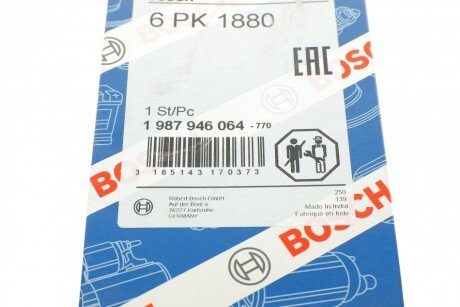 BOSCH
6 PK 1880
EAC
1 St/Pc
1 987 946 064 - 770
3 165143 170373
Robert Bosch GmbH
Auf der Breit 4
76227 Karlsruhe
GERMANY
250
139
Made in India
Fabriqué en Inde
BOSCH
BOSCH